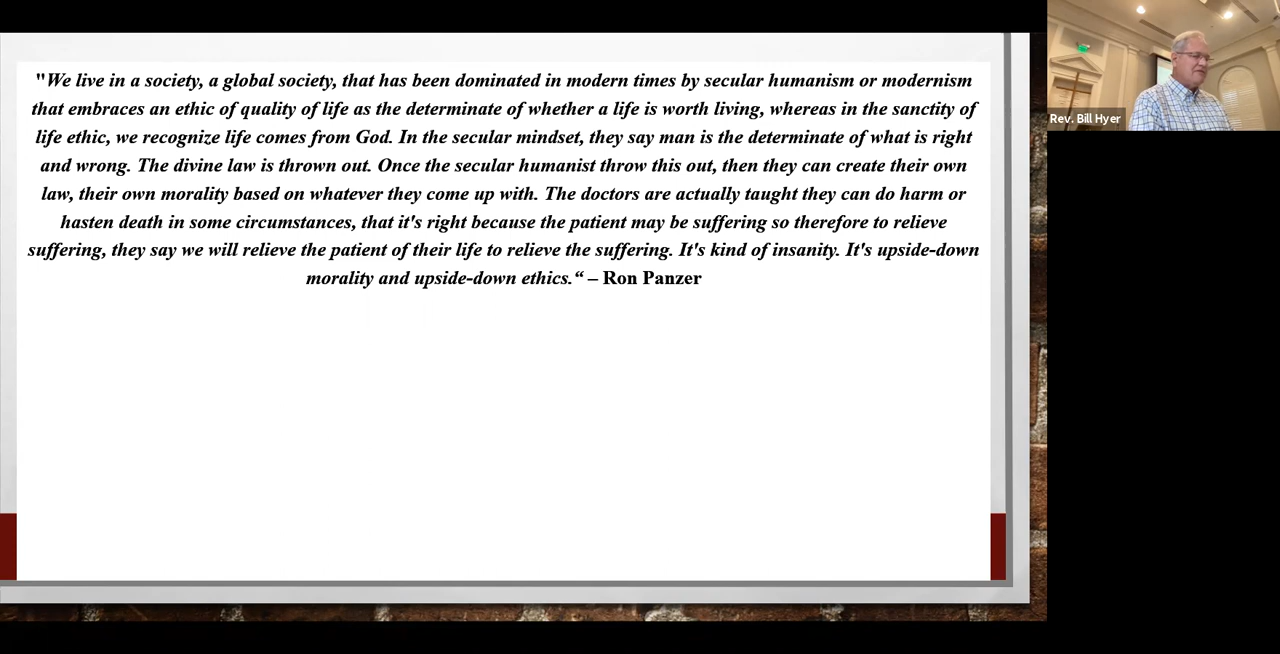 "We live in a society, a global society, that has been dominated in modern times by secular humanism or modernism
that embraces an ethic of quality of life as the determinate of whether a life is worth living, whereas in the sanctity of
life ethic, we recognize life comes from God. In the secular mindset, they say man is the determinate of what is right
and wrong. The divine law is thrown out. Once the secular humanist throw this out, then they can create their own
law, their own morality based on whatever they come up with. The doctors are actually taught they can do harm or
hasten death in some circumstances, that it's right because the patient may be suffering so therefore to relieve
suffering, they say we will relieve the patient of their life to relieve the suffering. It's kind of insanity. It's upside-down
morality and upside-down ethics.“ – Ron Panzer
Rev. Bill Hyer